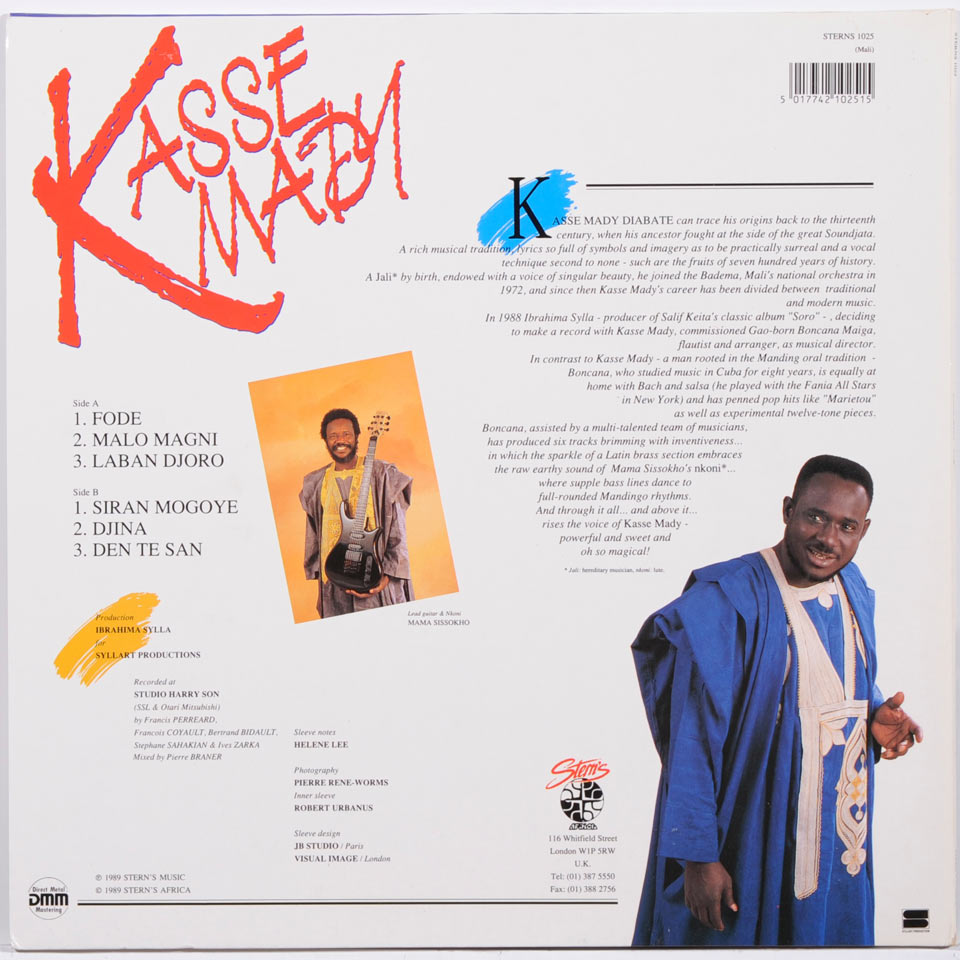 STERNS 1025
(Mali)
5 017742 102515
KASSE
MADY
KASSE MADY DIABATE can trace his origins back to the thirteenth
century, when his ancestor fought at the side of the great Soundjata.
A rich musical tradition, lyrics so full of symbols and imagery as to be practically surreal and a vocal
technique second to none - such are the fruits of seven hundred years of history.
A Jali* by birth, endowed with a voice of singular beauty, he joined the Badema, Mali's national orchestra in
1972, and since then Kasse Mady's career has been divided between traditional
and modern music.
In 1988 Ibrahima Sylla - producer of Salif Keita's classic album "Soro" - , deciding
to make a record with Kasse Mady, commissioned Gao-born Boncana Maiga,
flautist and arranger, as musical director.
In contrast to Kasse Mady - a man rooted in the Manding oral tradition -
Boncana, who studied music in Cuba for eight years, is equally at
home with Bach and salsa (he played with the Fania All Stars
in New York) and has penned pop hits like "Marietou"
as well as experimental twelve-tone pieces.
Boncana, assisted by a multi-talented team of musicians,
has produced six tracks brimming with inventiveness...
in which the sparkle of a Latin brass section embraces
the raw earthy sound of Mama Sissokho's nkoni*...
where supple bass lines dance to
full-rounded Mandingo rhythms.
And through it all... and above it...
rises the voice of Kasse Mady -
powerful and sweet and
oh so magical!
* Jali: hereditary musician, nkoni: lute.
Side A
1. FODE
2. MALO MAGNI
3. LABAN DJORO
Side B
1. SIRAN MOGOYE
2. DJINA
3. DEN TE SAN
Lead guitar & Nkoni
MAMA SISSOKHO
Production
IBRAHIMA SYLLA
for
SYLLART PRODUCTIONS
Recorded at
STUDIO HARRY SON
(SSL & Otari Mitsubishi)
by Francis PERREARD,
Francois COYAULT, Bertrand BIDAULT,
Stephane SAHAKIAN & Ives ZARKA
Mixed by Pierre BRANER
Sleeve notes
HELENE LEE
Photography
PIERRE RENE-WORMS
Inner sleeve
ROBERT URBANUS
Sleeve design
JB STUDIO / Paris
VISUAL IMAGE / London
Stern's
AFRICA
116 Whitfield Street
London W1P 5RW
U.K.
Tel: (01) 387 5550
Fax: (01) 388 2756
℗ 1989 STERN'S MUSIC
© 1989 STERN'S AFRICA
Direct Metal
DMM
Mastering